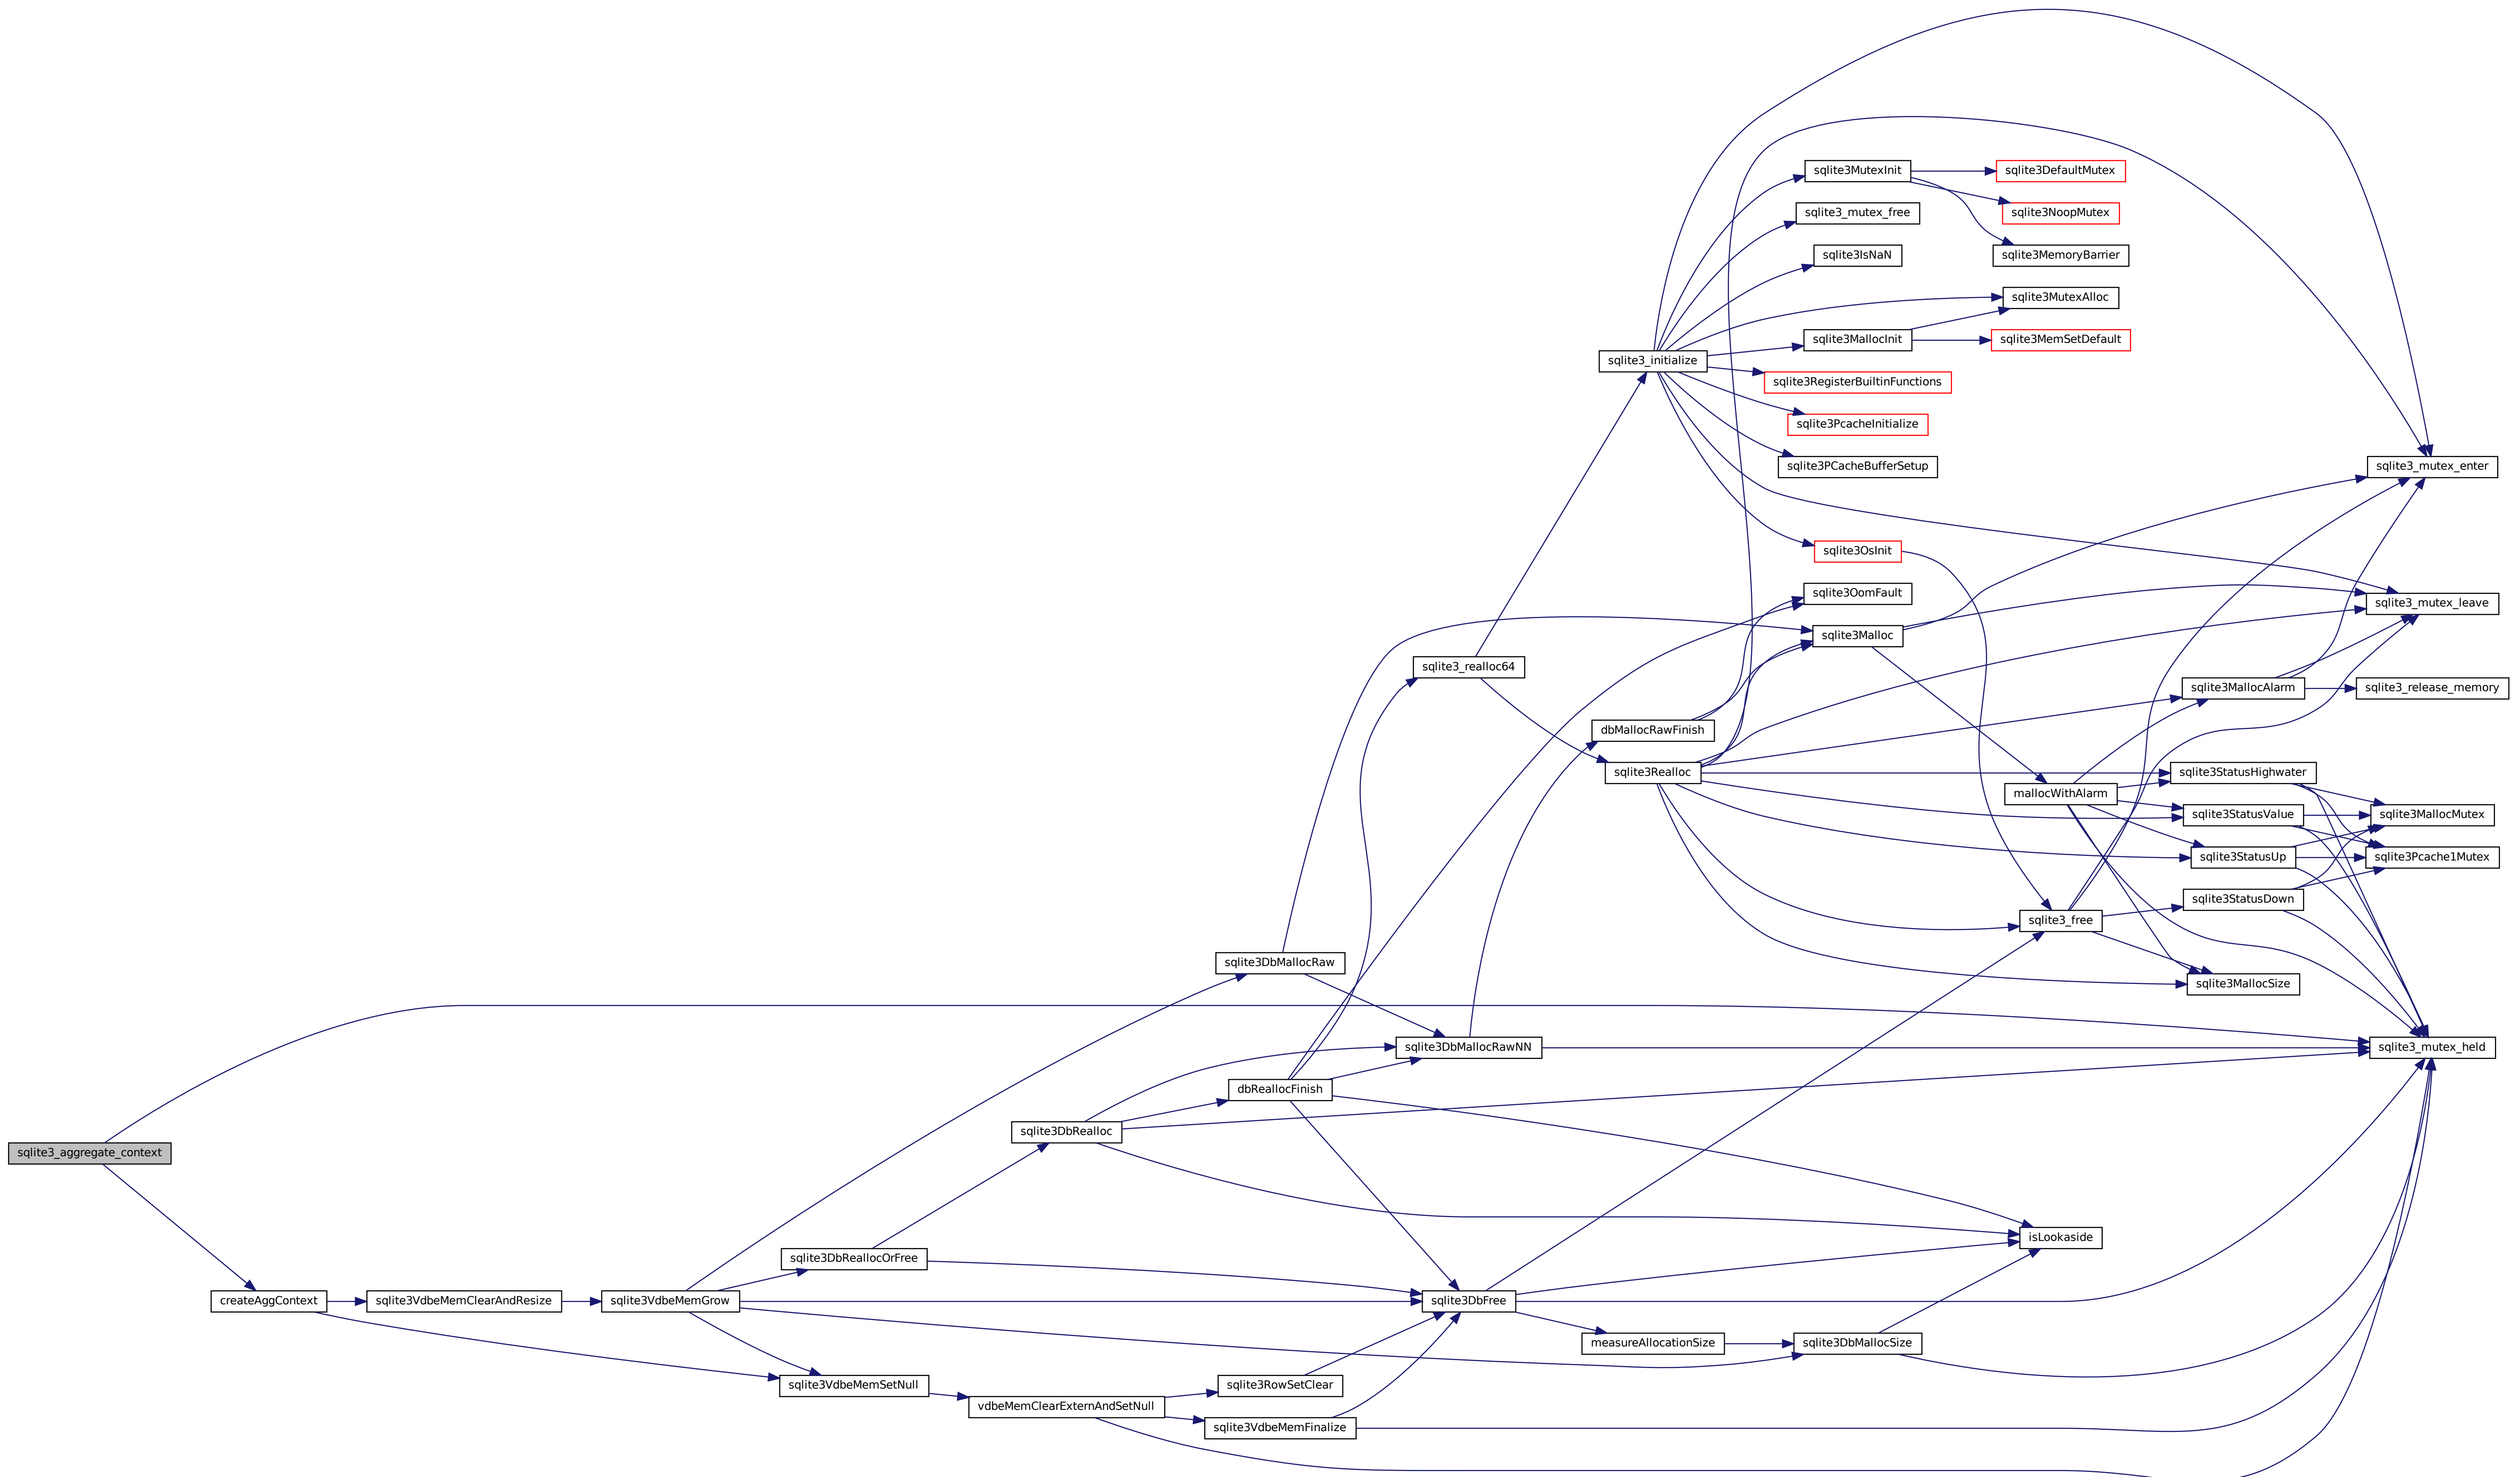 sqlite3MutexInit
sqlite3DefaultMutex
sqlite3_mutex_free
sqlite3NoopMutex
sqlite3IsNaN
sqlite3MemoryBarrier
sqlite3MutexAlloc
sqlite3MallocInit
sqlite3MemSetDefault
sqlite3_initialize
sqlite3RegisterBuiltinFunctions
sqlite3PcacheInitialize
sqlite3PCacheBufferSetup
sqlite3_mutex_enter
sqlite3OsInit
sqlite3OomFault
sqlite3_mutex_leave
sqlite3Malloc
sqlite3_realloc64
sqlite3MallocAlarm
sqlite3_release_memory
dbMallocRawFinish
sqlite3Realloc
sqlite3StatusHighwater
mallocWithAlarm
sqlite3StatusValue
sqlite3MallocMutex
sqlite3StatusUp
sqlite3Pcache1Mutex
sqlite3StatusDown
sqlite3_free
sqlite3DbMallocRaw
sqlite3MallocSize
sqlite3DbMallocRawNN
sqlite3_mutex_held
dbReallocFinish
sqlite3DbRealloc
sqlite3_aggregate_context
isLookaside
sqlite3DbReallocOrFree
createAggContext
sqlite3VdbeMemClearAndResize
sqlite3VdbeMemGrow
sqlite3DbFree
measureAllocationSize
sqlite3DbMallocSize
sqlite3VdbeMemSetNull
sqlite3RowSetClear
vdbeMemClearExternAndSetNull
sqlite3VdbeMemFinalize